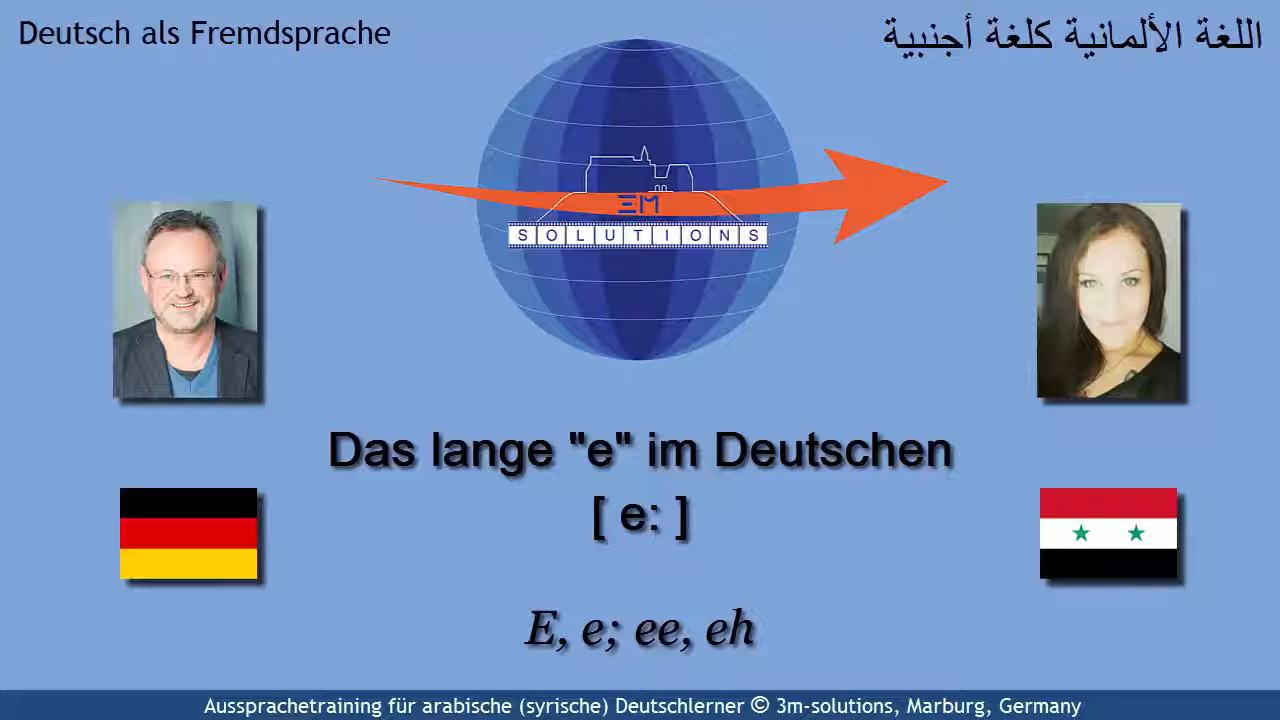 Deutsch als Fremdsprache
اللغة الألمانية كلغة أجنبية
3M
SOLUTIONS
Das lange "e" im Deutschen
[ e: ]
E, e; ee, eh
Aussprachetraining für arabische (syrische) Deutschlerner © 3m-solutions, Marburg, Germany